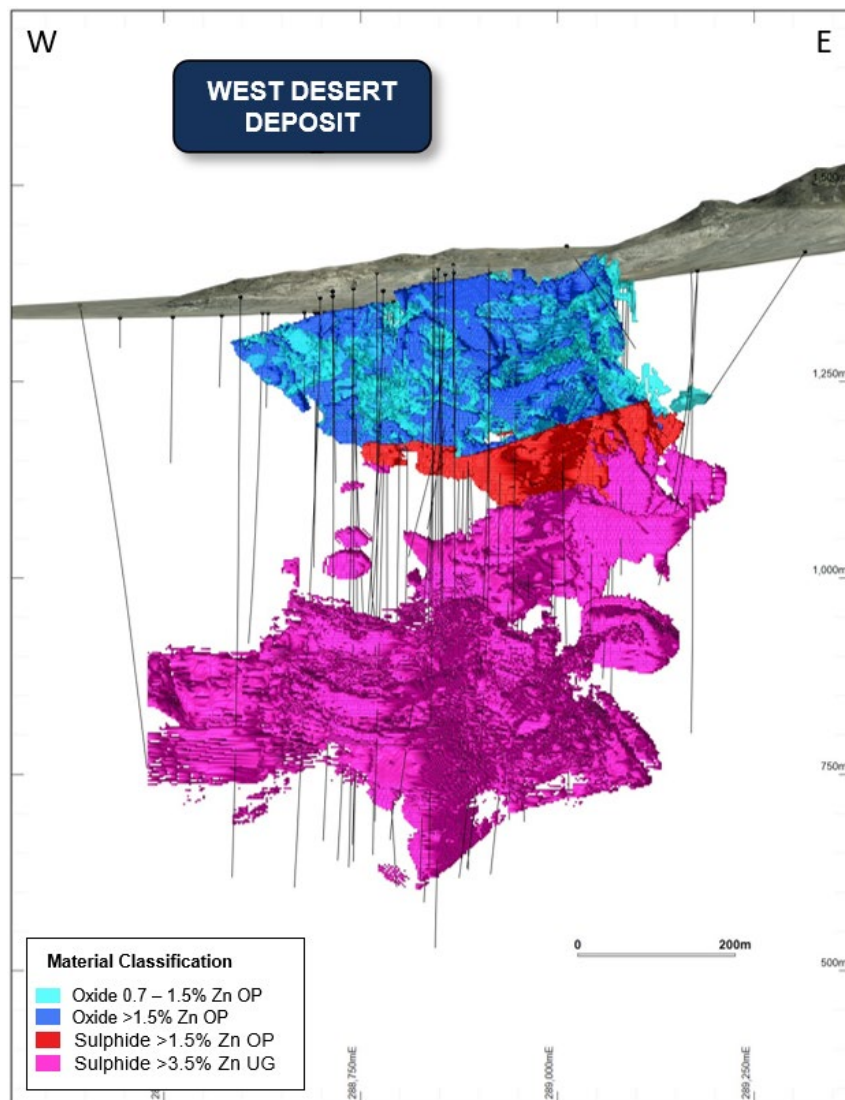 W
E
WEST DESERT
DEPOSIT
1,500m
1,250m
1,000m
750m
500m
0
200m
Material Classification
Oxide 0.7 – 1.5% Zn OP
Oxide >1.5% Zn OP
Sulphide >1.5% Zn OP
Sulphide >3.5% Zn UG
288,750mE
289,000mE
289,250mE